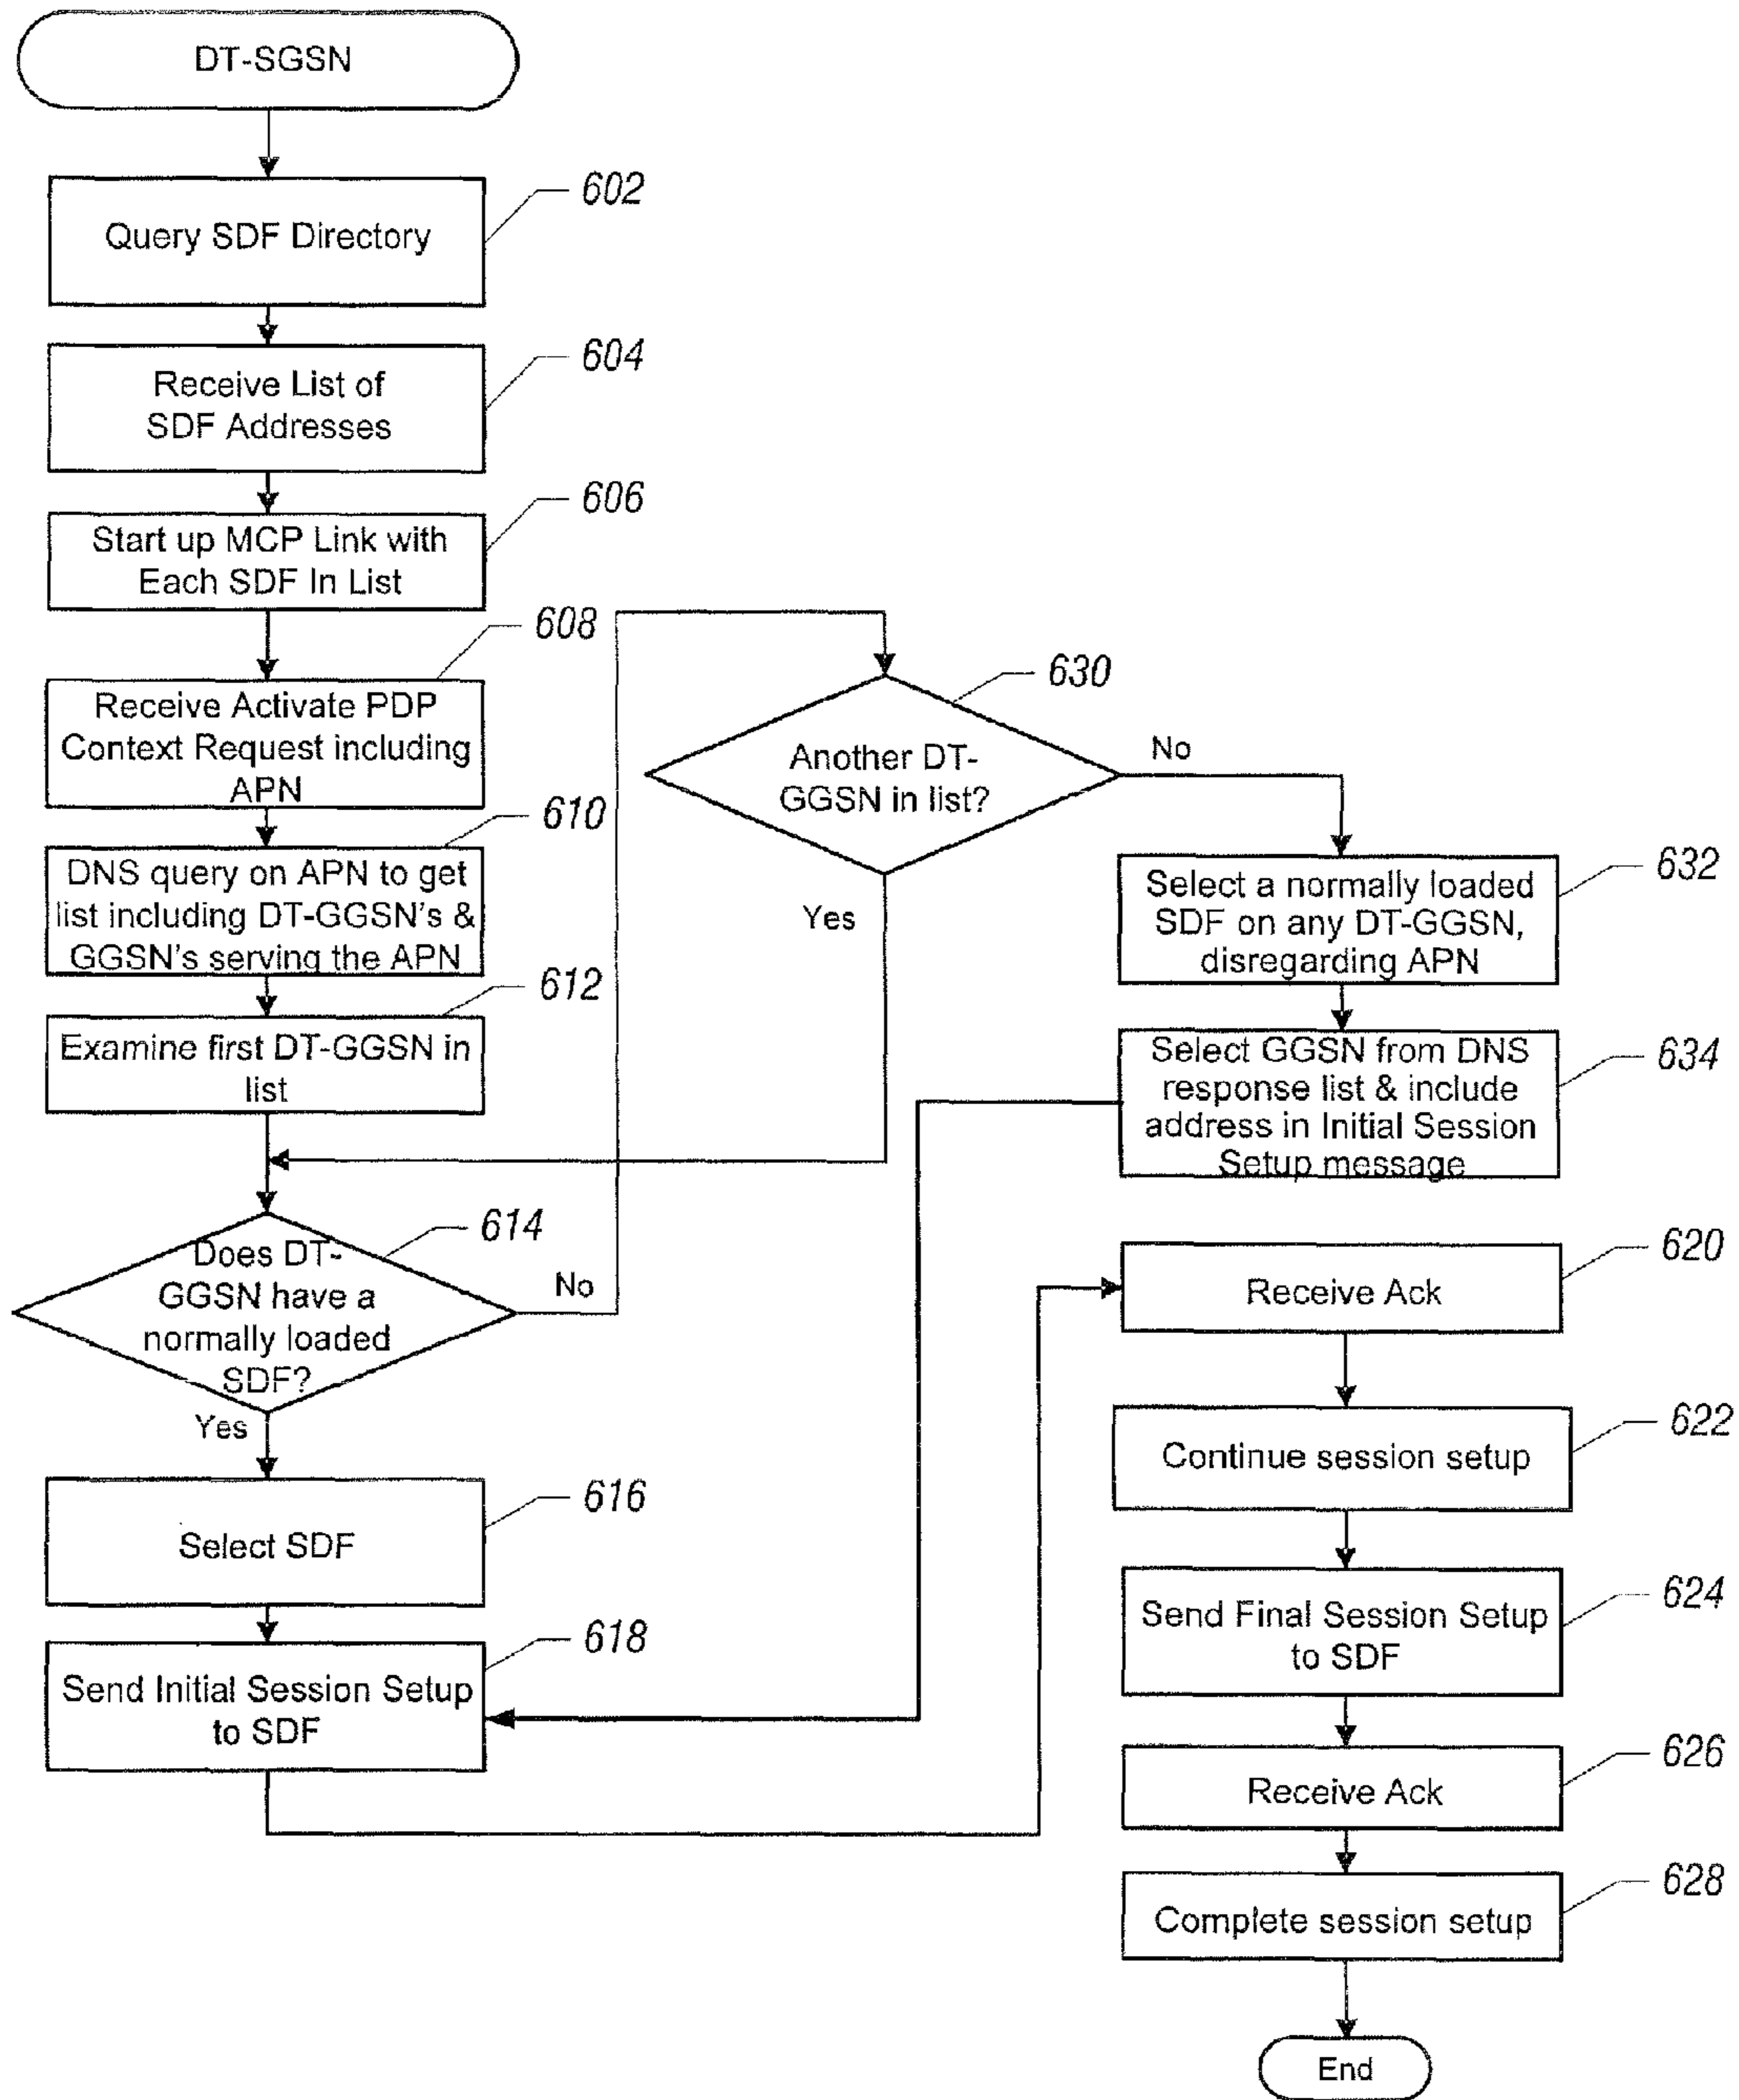 DT-SGSN
602
Query SDF Directory
604
Receive List of
SDF Addresses
606
Start up MCP Link with
Each SDF In List
608
Receive Activate PDP
Context Request including
APN
610
DNS query on APN to get
list including DT-GGSN's &
GGSN's serving the APN
612
Examine first DT-GGSN in
list
614
Does DT-
GGSN have a
normally loaded
SDF?
No
Yes
616
Select SDF
618
Send Initial Session Setup
to SDF
630
Another DT-
GGSN in list?
No
Yes
632
Select a normally loaded
SDF on any DT-GGSN,
disregarding APN
634
Select GGSN from DNS
response list & include
address in Initial Session
Setup message
620
Receive Ack
622
Continue session setup
624
Send Final Session Setup
to SDF
626
Receive Ack
628
Complete session setup
End